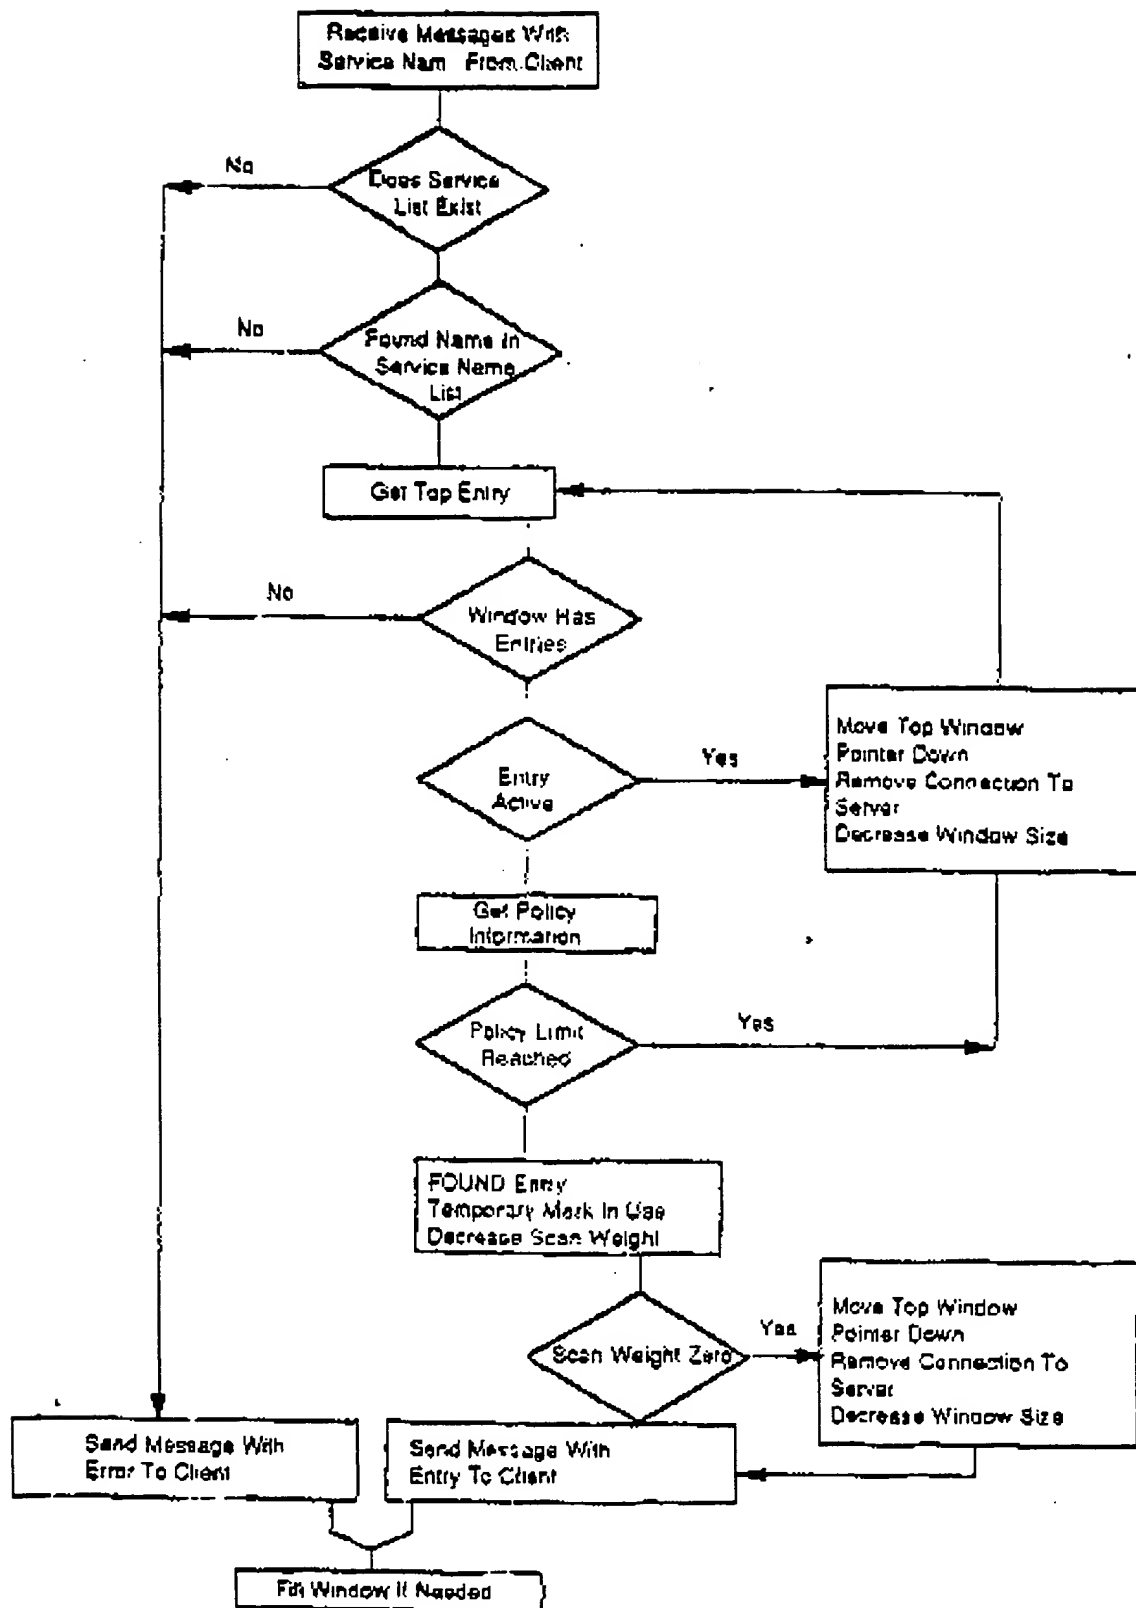 Receive Messages With
Service Nam From Client
No
Does Service
List Exist
No
Found Name In
Service Name
List
Get Top Entry
No
Window Has
Entries
Entry
Active
Yes
Move Top Window
Pointer Down
Remove Connection To
Server
Decrease Window Size
Get Policy
Information
Policy Limit
Reached
Yes
FOUND Entry
Temporary Mark In Use
Decrease Scan Weight
Scan Weight Zero
Yes
Move Top Window
Pointer Down
Remove Connection To
Server
Decrease Window Size
Send Message With
Error To Client
Send Message With
Entry To Client
Fill Window If Needed